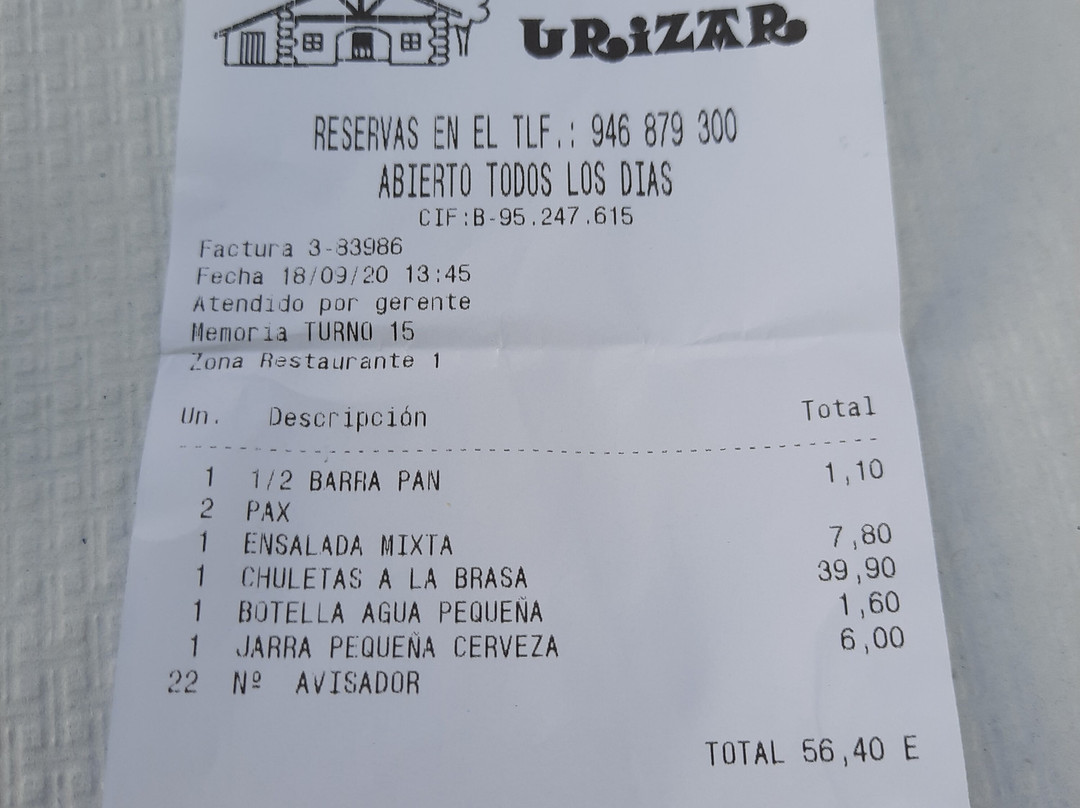 URIZAR
RESERVAS EN EL TLF.: 946 879 300
ABIERTO TODOS LOS DIAS
CIF:B-95.247.615
Factura 3-83986
Fecha 18/09/20 13:45
Atendido por gerente
Memoria TURNO 15
Zona Restaurante 1
Un. Descripción Total
1 1/2 BARRA PAN 1,10
2 PAX
1 ENSALADA MIXTA 7,80
1 CHULETAS A LA BRASA 39,90
1 BOTELLA AGUA PEQUEÑA 1,60
1 JARRA PEQUEÑA CERVEZA 6,00
22 Nº AVISADOR
TOTAL 56,40 E